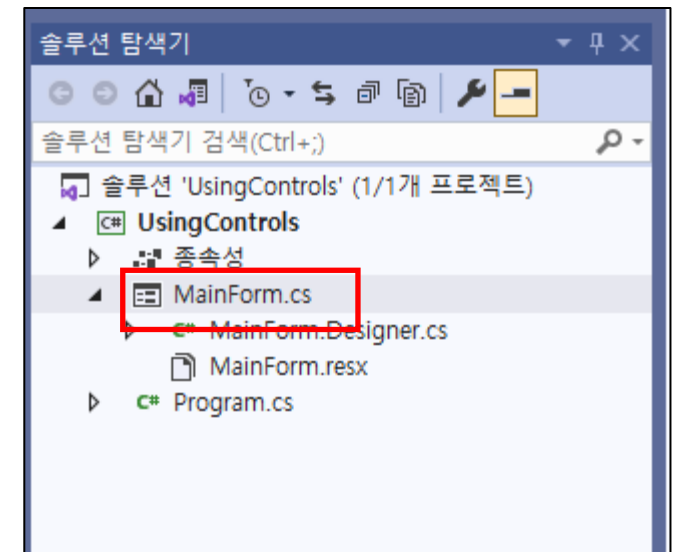 솔루션 탐색기
솔루션 탐색기 검색(Ctrl+;)
솔루션 'UsingControls' (1/1개 프로젝트)
C# UsingControls
종속성
MainForm.cs
C# MainForm.Designer.cs
MainForm.resx
C# Program.cs